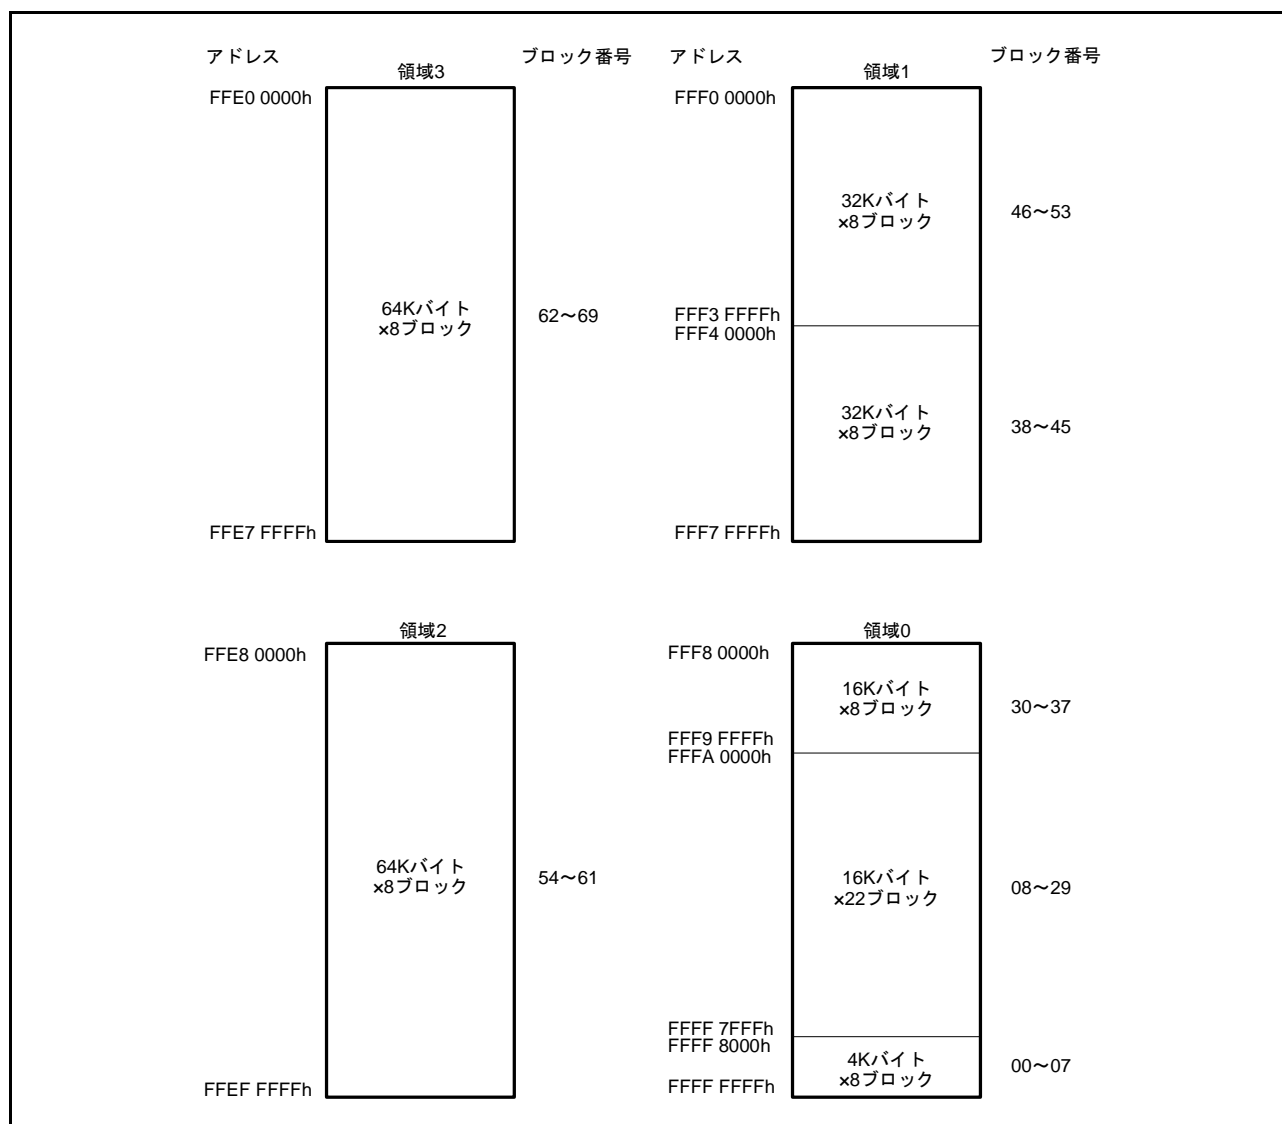 アドレス
領域3
ブロック番号
FFE0 0000h
64Kバイト
×8ブロック
62～69
FFE7 FFFFh
領域2
FFE8 0000h
64Kバイト
×8ブロック
54～61
FFEF FFFFh
アドレス
領域1
ブロック番号
FFF0 0000h
32Kバイト
×8ブロック
46～53
FFF3 FFFFh
FFF4 0000h
32Kバイト
×8ブロック
38～45
FFF7 FFFFh
領域0
FFF8 0000h
16Kバイト
×8ブロック
30～37
FFF9 FFFFh
FFFA 0000h
16Kバイト
×22ブロック
08～29
FFFF 7FFFh
FFFF 8000h
4Kバイト
×8ブロック
00～07
FFFF FFFFh